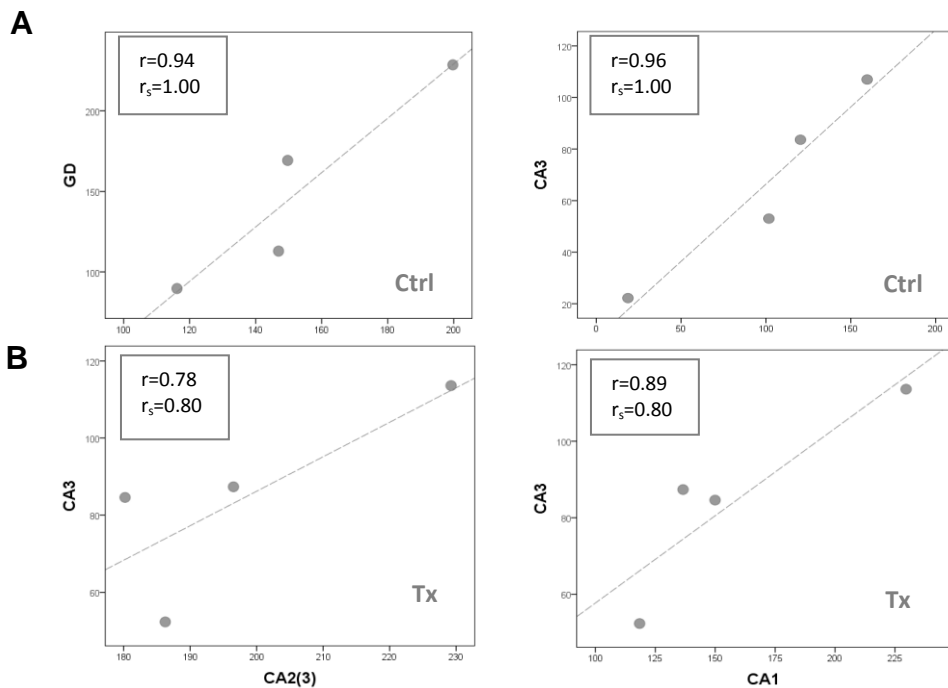 A
r=0.94
rs=1.00
GD
200
150
100
Ctrl
100 120 140 160 180 200
r=0.96
rs=1.00
CA3
120
100
80
60
40
20
Ctrl
0 50 100 150 200
B
r=0.78
rs=0.80
CA3
120
100
80
60
Tx
180 190 200 210 220 230
CA2(3)
r=0.89
rs=0.80
CA3
120
100
80
60
Tx
100 125 150 175 200 225
CA1